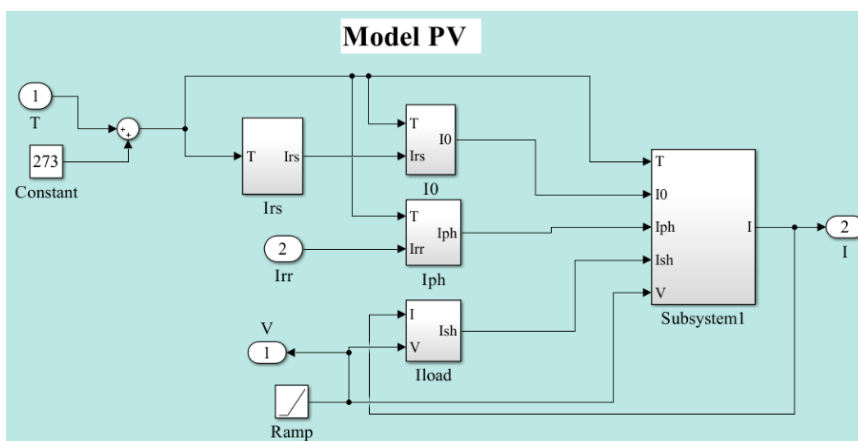 Model PV
1
T
273
Constant
T
Irs
Irs
T
Irs
I0
I0
T
Irr
Iph
Iph
2
Irr
I
V
Ish
Iload
V
1
Ramp
T
I0
Iph
Ish
V
I
Subsystem1
2
I